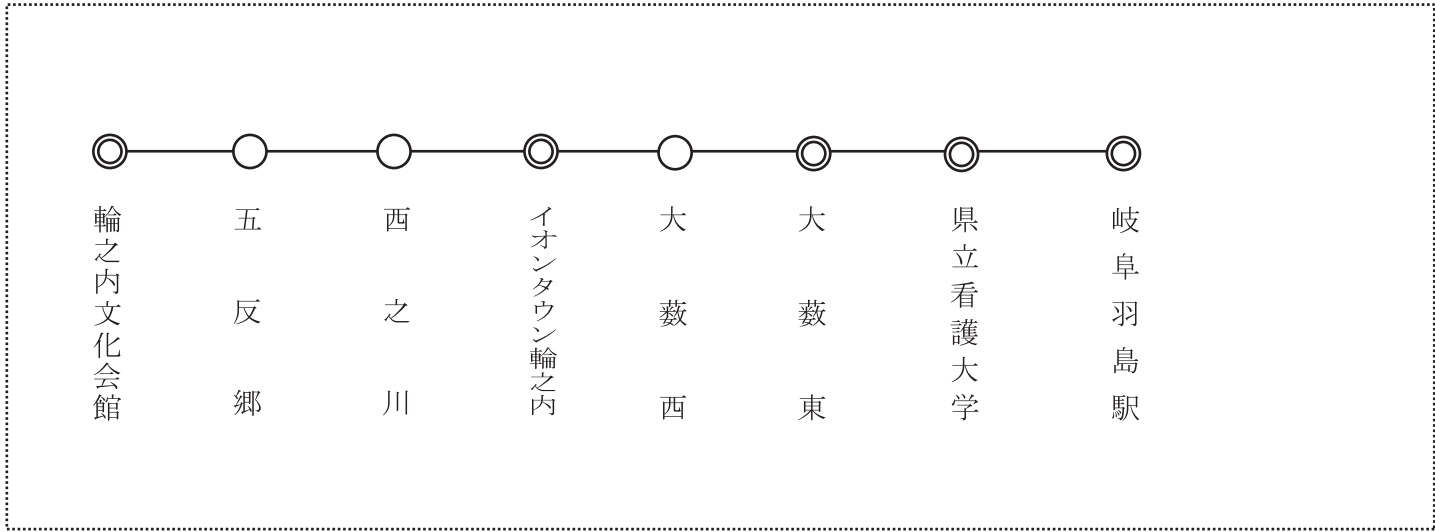 輪之内文化会館
五反郷
西之川
イオンタウン輪之内
大薮西
大薮東
県立看護大学
岐阜羽島駅